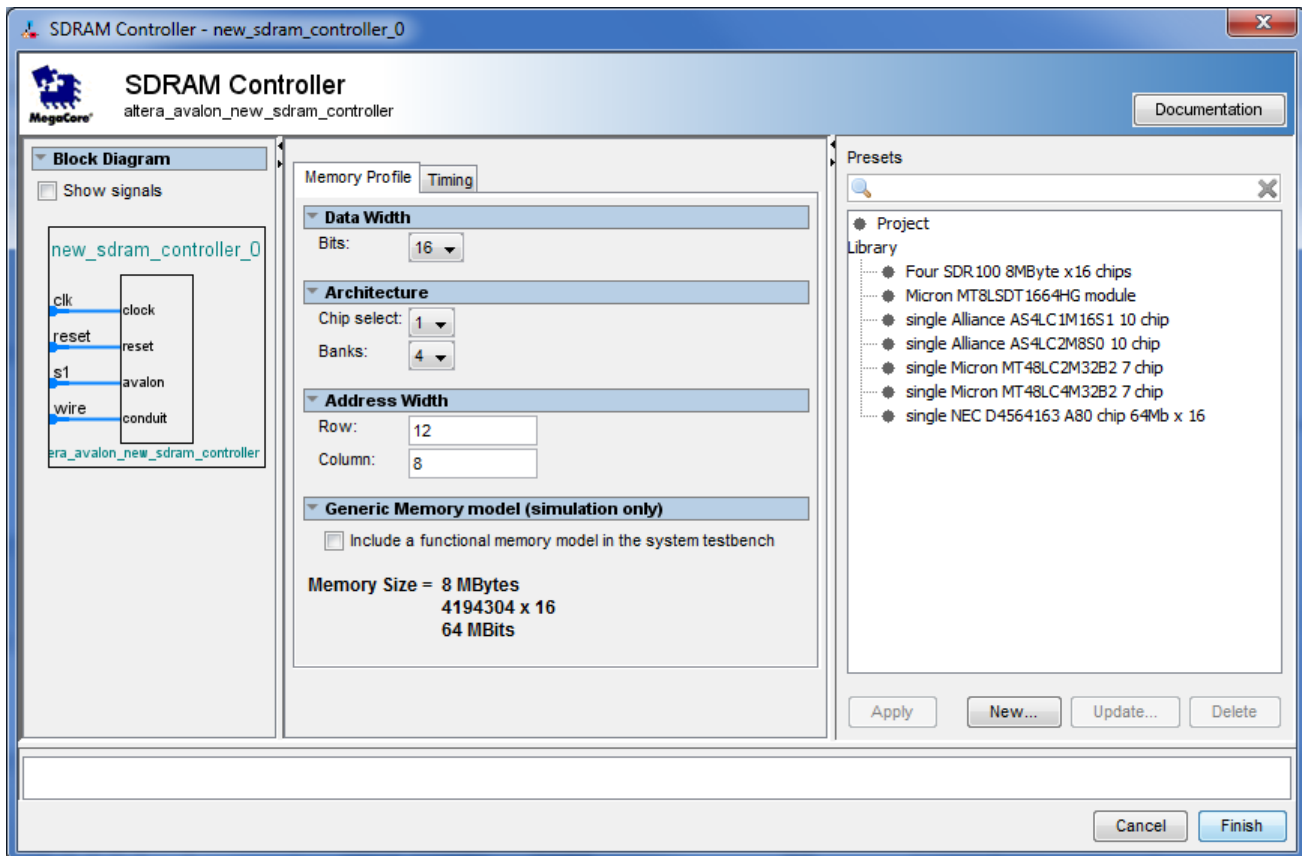 SDRAM Controller - new_sdram_controller_0
SDRAM Controller
altera_avalon_new_sdram_controller
MegaCore®
Documentation
Block Diagram
Show signals
new_sdram_controller_0
clk
clock
reset
reset
s1
avalon
wire
conduit
era_avalon_new_sdram_controller
Memory Profile Timing
Data Width
Bits: 16
Architecture
Chip select: 1
Banks: 4
Address Width
Row: 12
Column: 8
Generic Memory model (simulation only)
Include a functional memory model in the system testbench
Memory Size = 8 MBytes
4194304 x 16
64 MBits
Presets
Project
Library
Four SDR100 8MByte x16 chips
Micron MT8LSDT1664HG module
single Alliance AS4LC1M16S1 10 chip
single Alliance AS4LC2M8S0 10 chip
single Micron MT48LC2M32B2 7 chip
single Micron MT48LC4M32B2 7 chip
single NEC D4564163 A80 chip 64Mb x 16
Apply New... Update... Delete
Cancel Finish